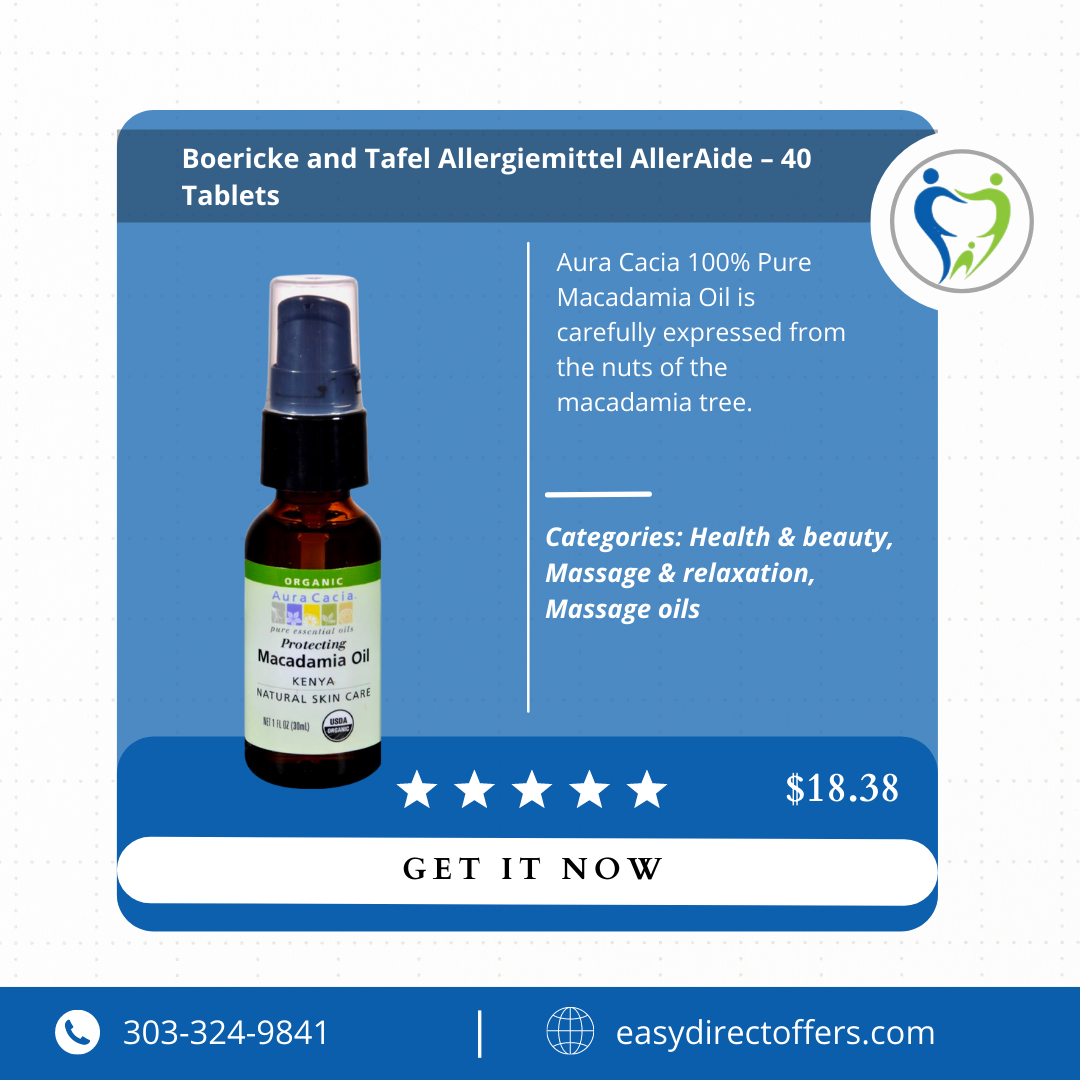 Boericke and Tafel Allergiemittel AllerAide – 40
Tablets
Aura Cacia 100% Pure
Macadamia Oil is
carefully expressed from
the nuts of the
macadamia tree.
Categories: Health & beauty,
Massage & relaxation,
Massage oils
ORGANIC
Aura Cacia
pure essential oils
Protecting
Macadamia Oil
KENYA
NATURAL SKIN CARE
NET 1 FL OZ (30mL)
USDA
ORGANIC
$18.38
GET IT NOW
303-324-9841
easydirectoffers.com